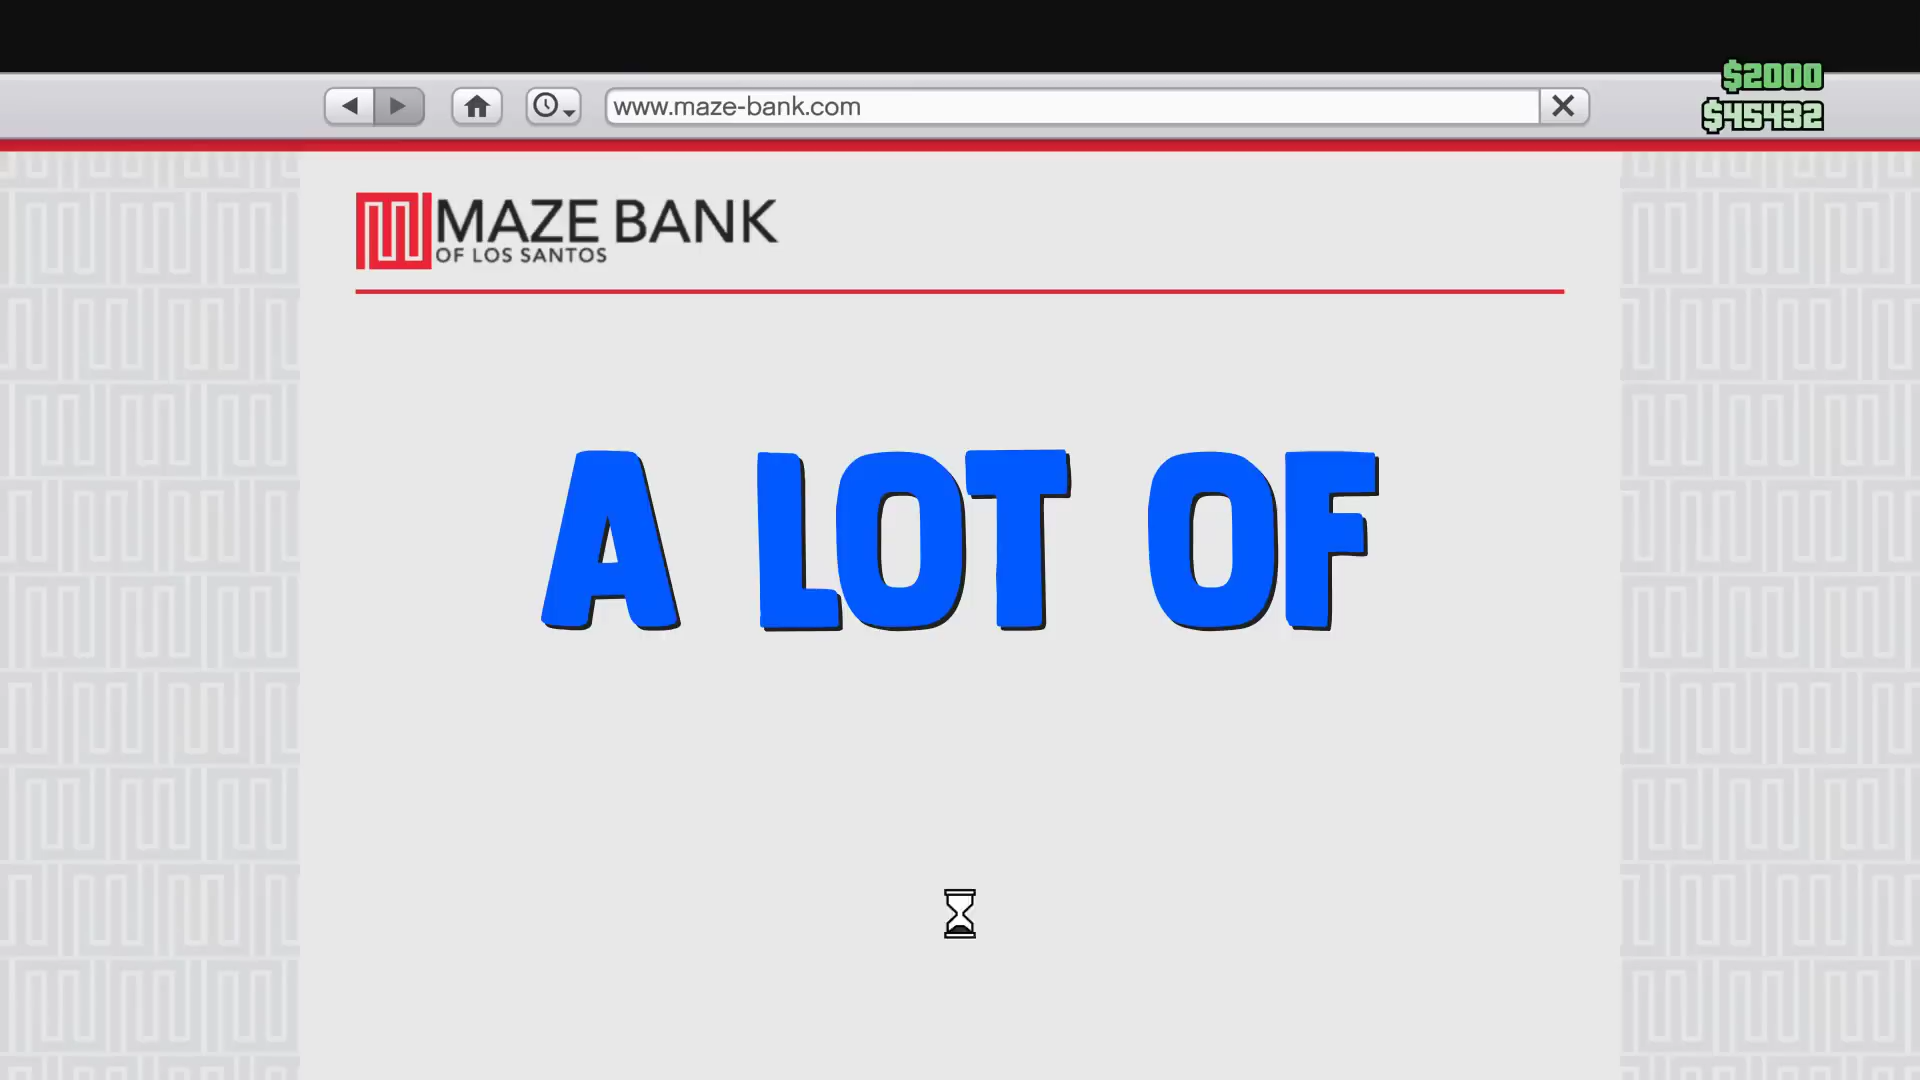 $2000
www.maze-bank.com
$45432
MAZE BANK
OF LOS SANTOS
A LOT OF